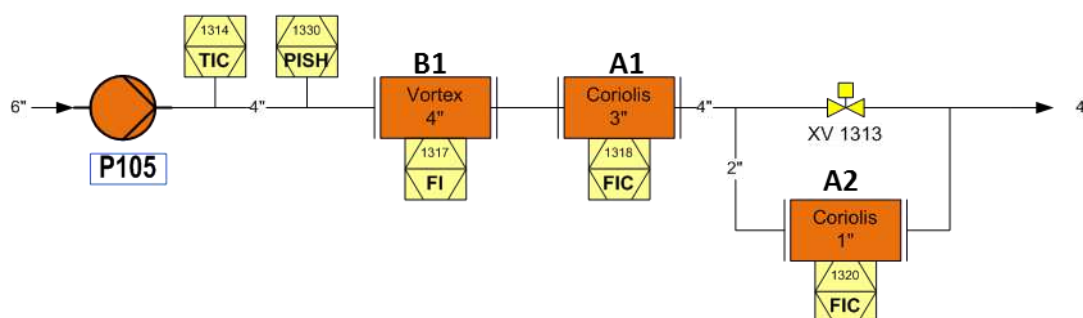 1314
TIC
1330
PISH
B1
A1
6"
4"
Vortex
4"
Coriolis
3"
4"
4
P105
1317
FI
1318
FIC
XV 1313
2"
A2
Coriolis
1"
1320
FIC